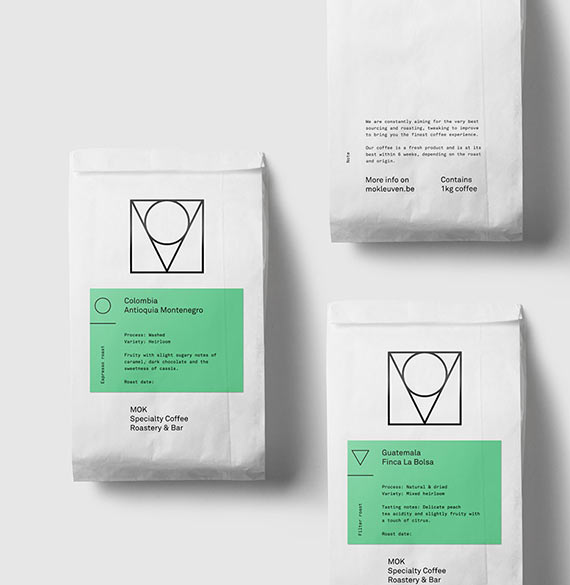 We are constantly aiming for the very best
sourcing and roasting, tweaking to improve
to bring you the finest coffee experience.
Our coffee is a fresh product and is at its
best within 6 weeks, depending on the roast
and origin.
Note
More info on
mokleuven.be
Contains
1kg coffee
Colombia
Antioquia Montenegro
Process: Washed
Variety: Heirloom
Fruity with slight sugary notes of
caramel, dark chocolate and the
sweetness of cassis.
Roast date:
Espresso roast
MOK
Specialty Coffee
Roastery & Bar
Guatemala
Finca La Bolsa
Process: Natural & dried
Variety: Mixed heirloom
Tasting notes: Delicate peach
tea acidity and slightly fruity with
a touch of citrus.
Roast date:
Filter roast
MOK
Specialty Coffee
Roastery & Bar